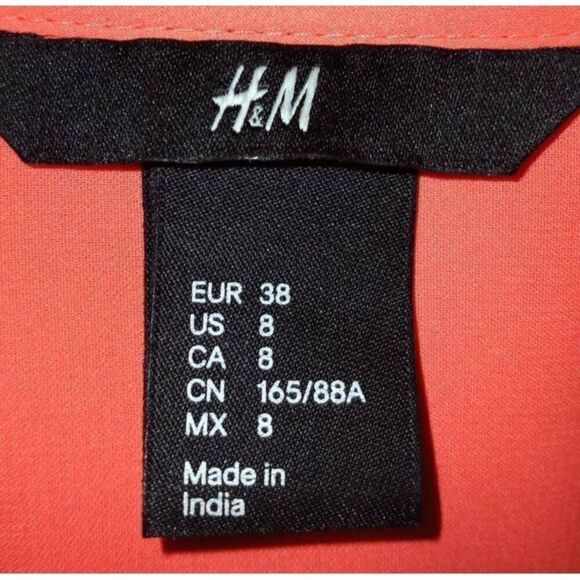 H&M
EUR 38
US 8
CA 8
CN 165/88A
MX 8
Made in
India